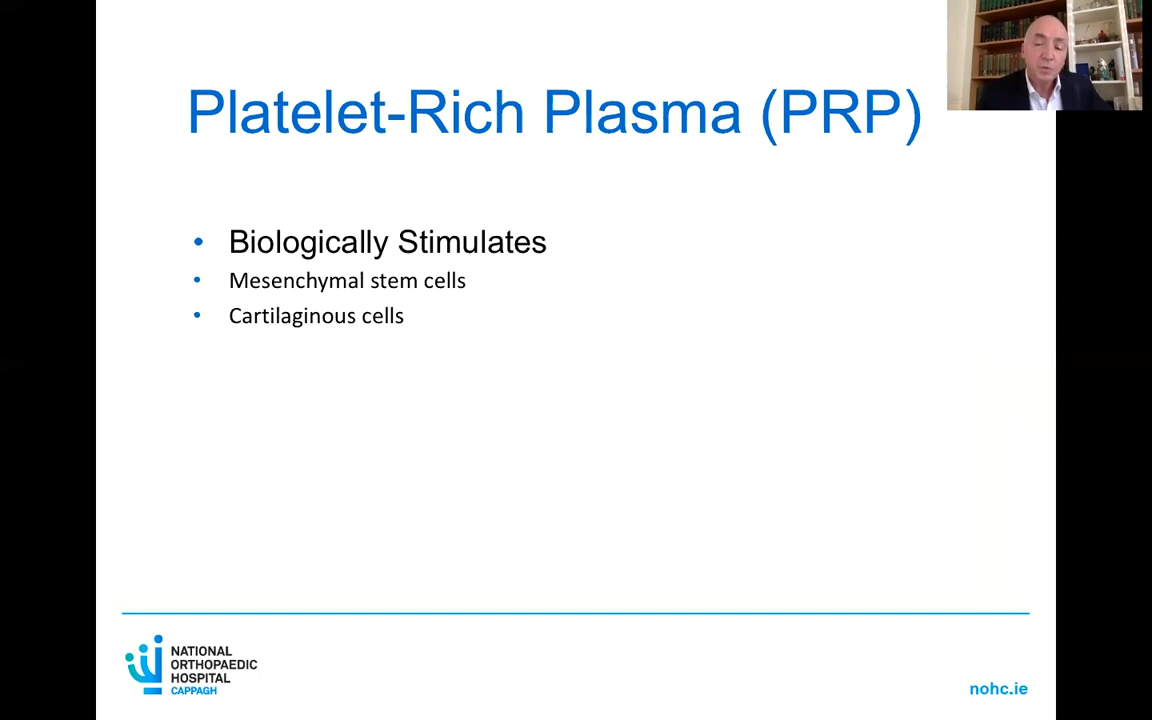 Platelet-Rich Plasma (PRP)
• Biologically Stimulates
• Mesenchymal stem cells
• Cartilaginous cells
NATIONAL
ORTHOPAEDIC
HOSPITAL
CAPPAGH
nohc.ie